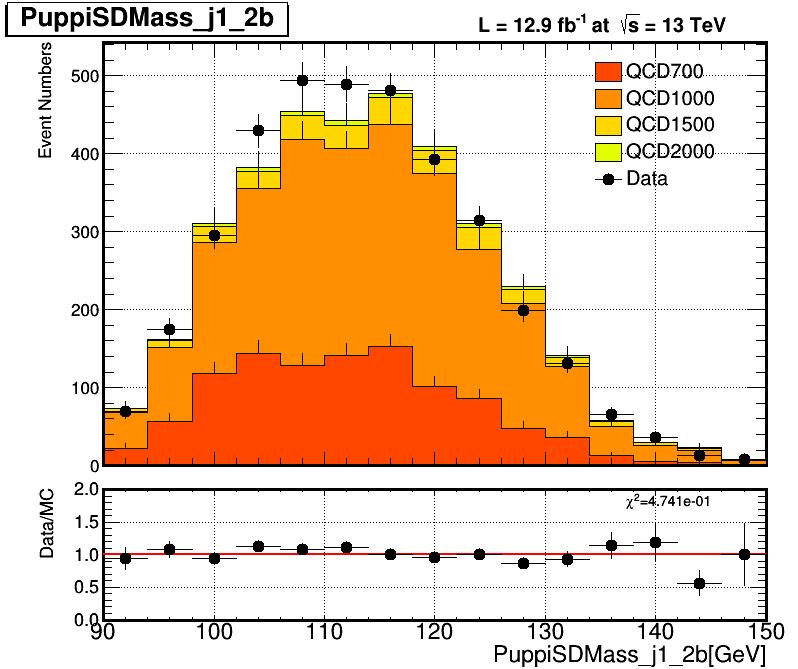 PuppiSDMass_j1_2b
L = 12.9 fb⁻¹ at √s = 13 TeV
Event Numbers
500
400
300
200
100
0
QCD700
QCD1000
QCD1500
QCD2000
Data
Data/MC
2.0
1.5
1.0
0.5
0.0
χ²=4.741e-01
90 100 110 120 130 140 150
PuppiSDMass_j1_2b[GeV]